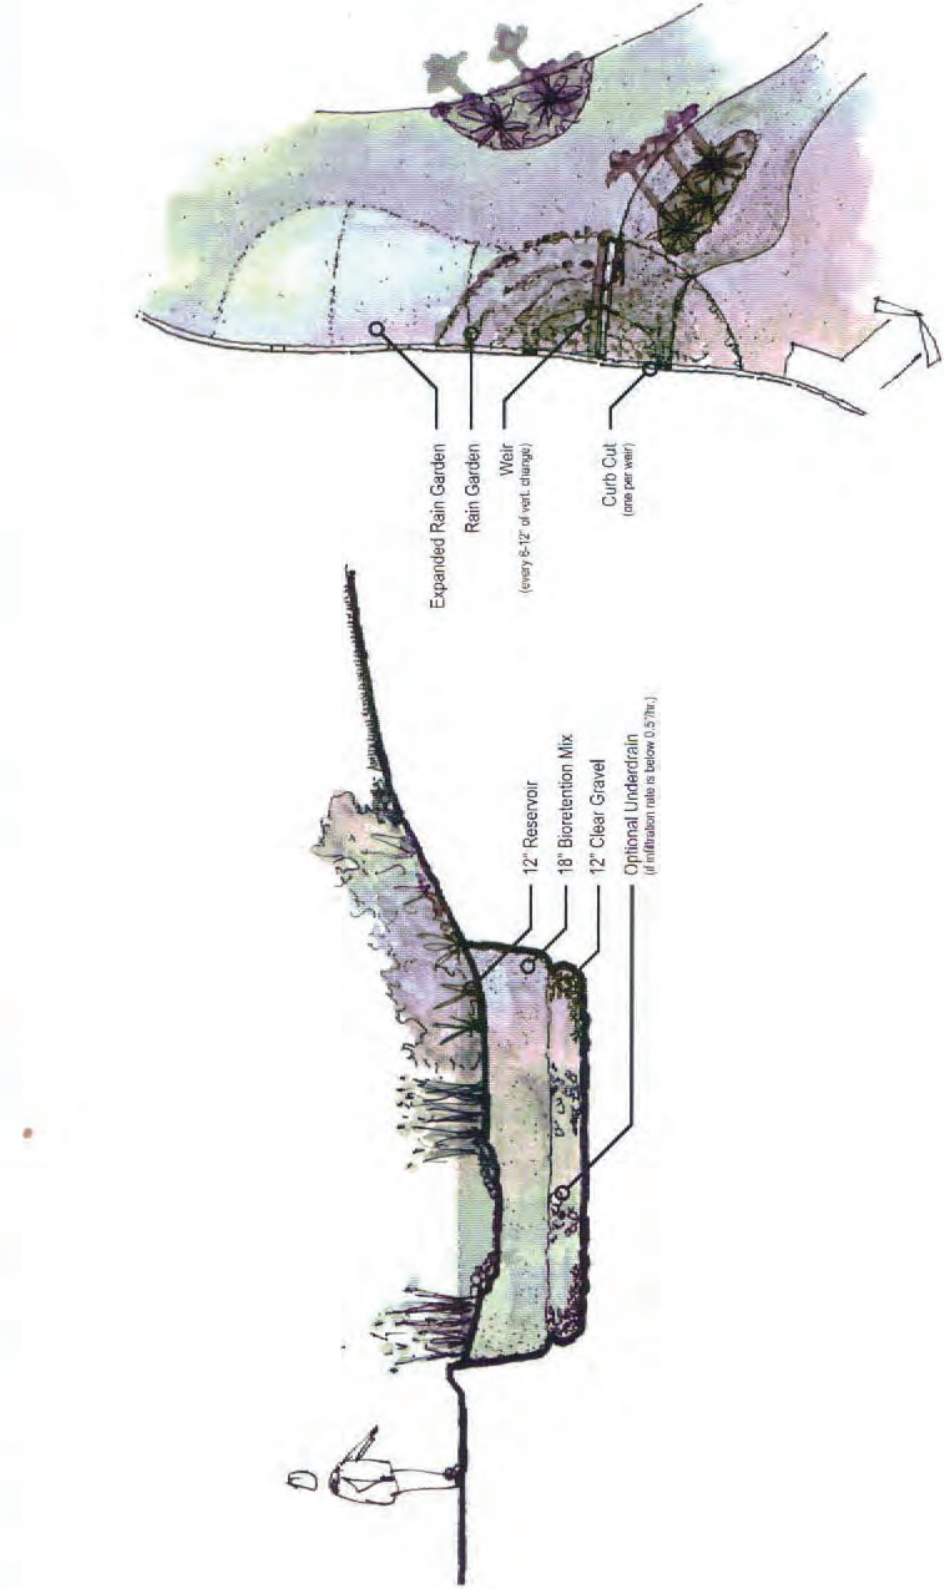 Expanded Rain Garden
Rain Garden
Weir
(every 6-12" of vert. change)
Curb Cut
(one per weir)
12" Reservoir
18" Bioretention Mix
12" Clear Gravel
Optional Underdrain
(if infiltration rate is below 0.5"/hr.)